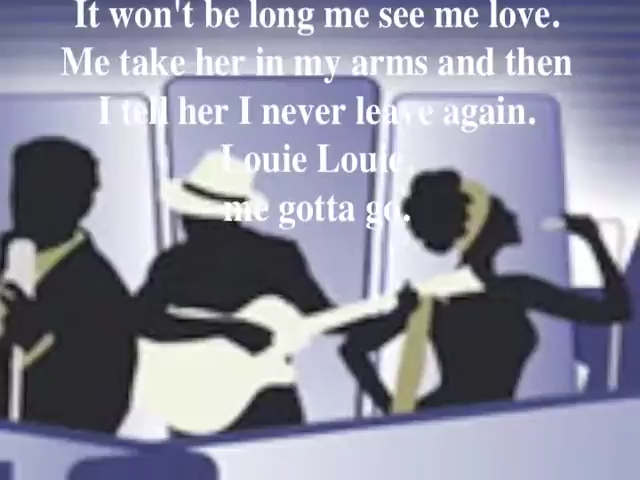 It won't be long me see me love.
Me take her in my arms and then
I tell her I never leave again.
Louie Louie,
me gotta go.